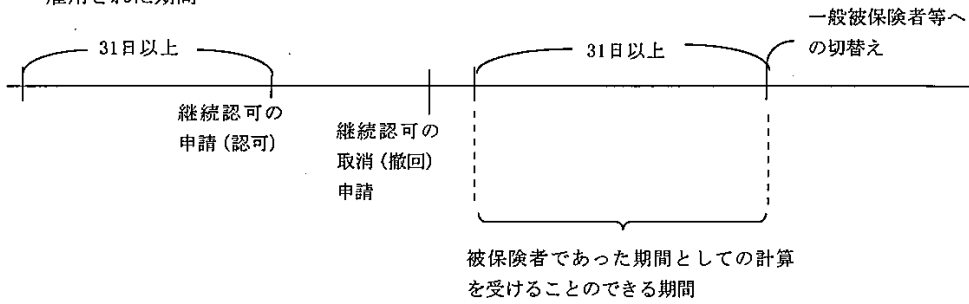 雇用された期間
一般被保険者等へ
の切替え
31日以上
31日以上
継続認可の
申請(認可)
継続認可の
取消(撤回)
申請
被保険者であった期間としての計算
を受けることのできる期間